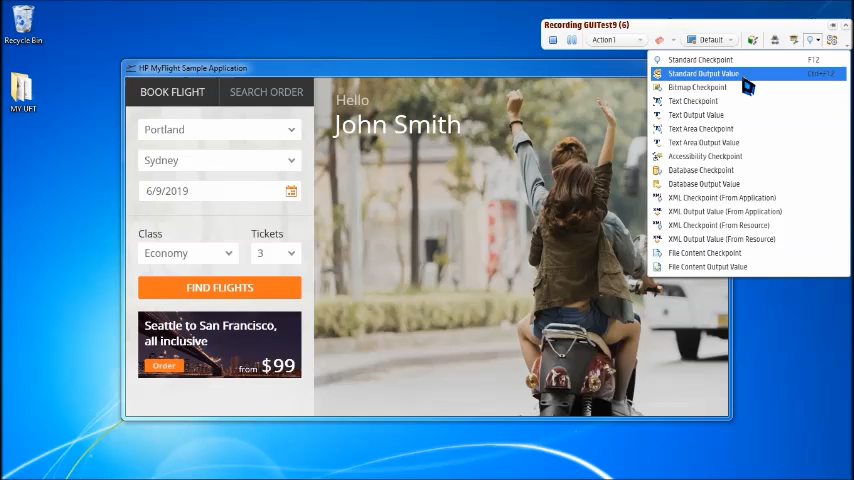 Recycle Bin
MY UFT
Recording GUITest9 (6)
Action1
Default
Standard Checkpoint F12
Standard Output Value Ctrl+F12
Bitmap Checkpoint
Text Checkpoint
Text Output Value
Text Area Checkpoint
Text Area Output Value
Accessibility Checkpoint
Database Checkpoint
Database Output Value
XML Checkpoint (From Application)
XML Output Value (From Application)
XML Checkpoint (From Resource)
XML Output Value (From Resource)
File Content Checkpoint
File Content Output Value
HP MyFlight Sample Application
BOOK FLIGHT
SEARCH ORDER
Hello
John Smith
Portland
Sydney
6/9/2019
Class Tickets
Economy 3
FIND FLIGHTS
Seattle to San Francisco,
all inclusive
Order from $99